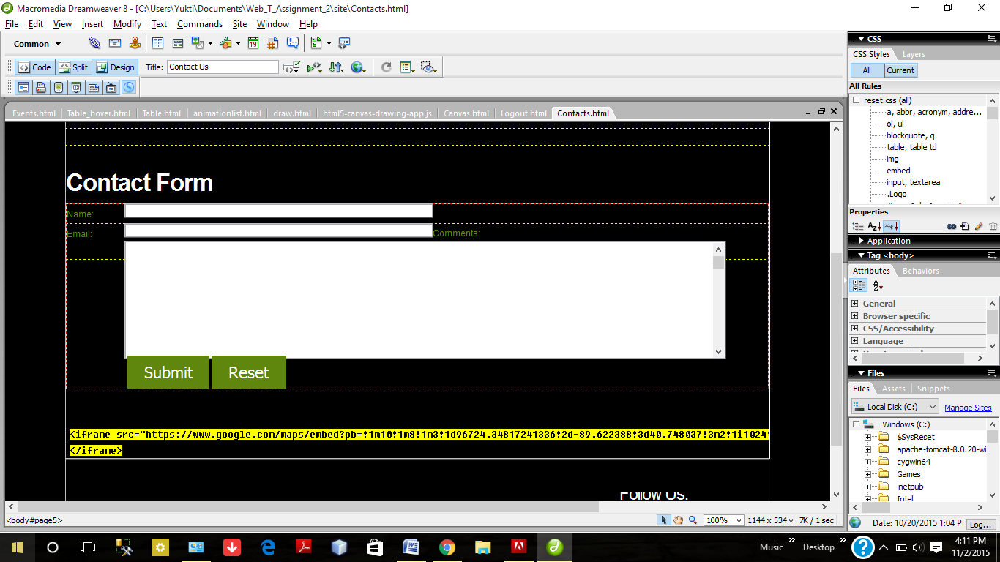 Macromedia Dreamweaver 8 - [C:\Users\Yukti\Documents\Web_T_Assignment_2\site\Contacts.html]
File Edit View Insert Modify Text Commands Site Window Help
Common
Code Split Design Title: Contact Us
Events.html Table_hover.html Table.html animationlist.html draw.html html5-canvas-drawing-app.js Canvas.html Logout.html Contacts.html
Contact Form
Name:
Email:
Comments:
Submit Reset
<iframe src="https://www.google.com/maps/embed?pb=!1m10!1m8!1m3!1d96724.34817241336!2d-89.622388!3d40.748037!3m2!1i1024
</iframe>
Follow Us:
<body#page5> 100% 1144 x 534 7K / 1 sec
CSS
CSS Styles Layers
All Current
All Rules
reset.css (all)
a, abbr, acronym, addre...
ol, ul
blockquote, q
table, table td
img
embed
input, textarea
.Logo
Properties
Application
Tag <body>
Attributes Behaviors
General
Browser specific
CSS/Accessibility
Language
Files
Files Assets Snippets
Local Disk (C:) Manage Sites
Windows (C:)
$SysReset
apache-tomcat-8.0.20-wi
cygwin64
Games
inetpub
Intel
Date: 10/20/2015 1:04 PM Log...
Music Desktop 4:11 PM
11/2/2015